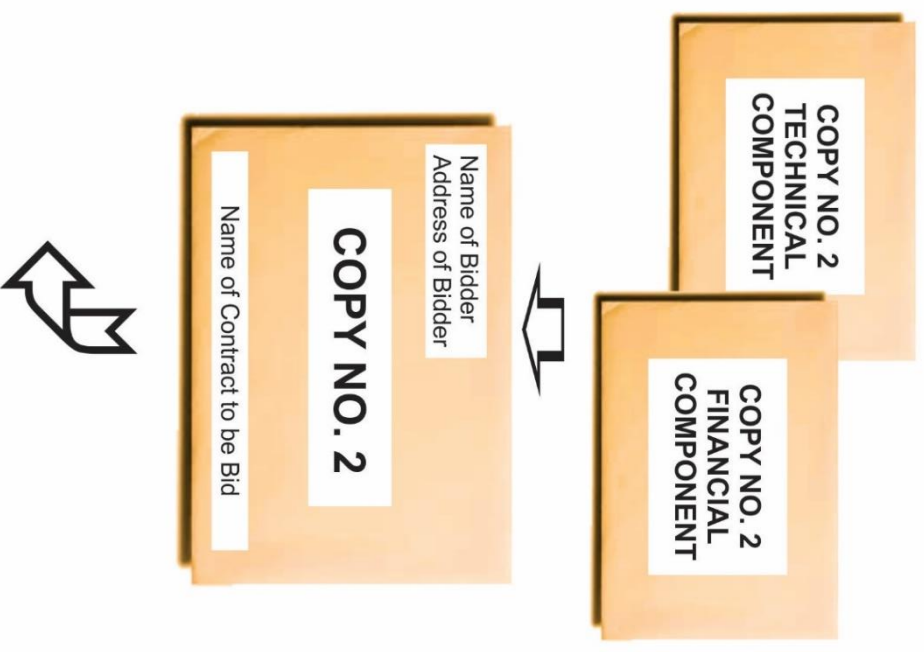 COPY NO. 2
TECHNICAL
COMPONENT
COPY NO. 2
FINANCIAL
COMPONENT
Name of Bidder
Address of Bidder
COPY NO. 2
Name of Contract to be Bid